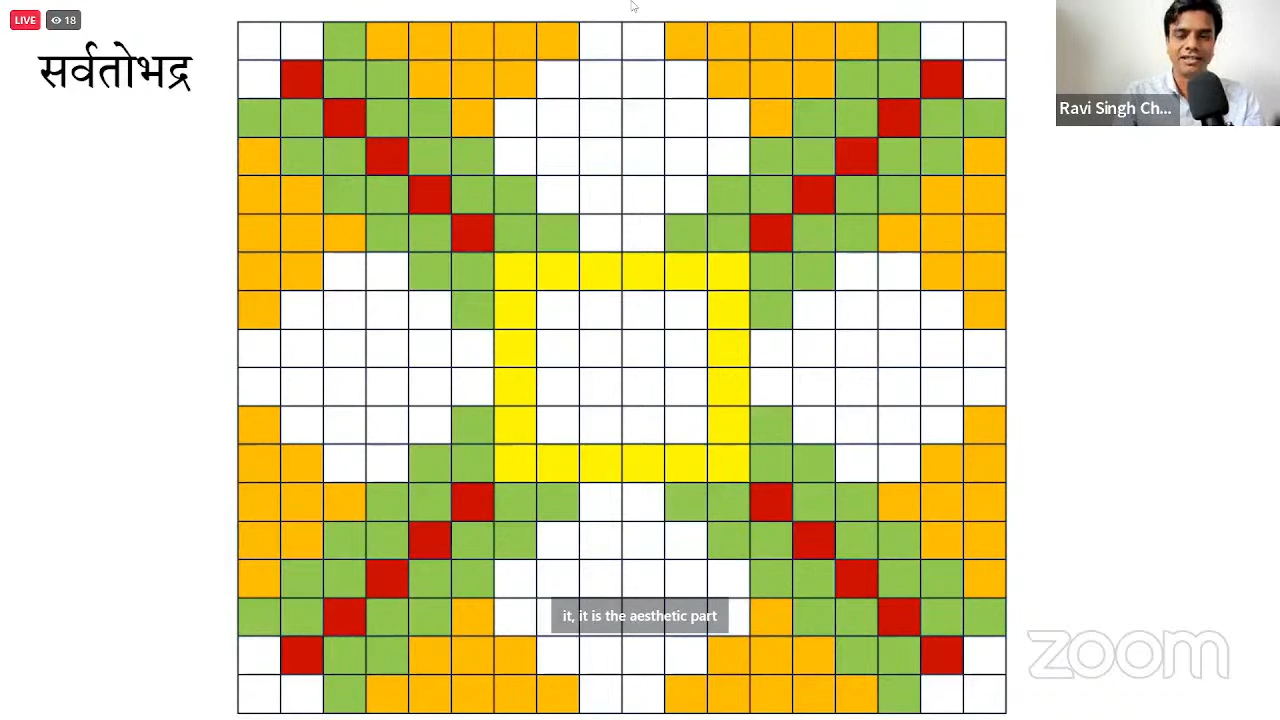 LIVE
18
सर्वतोभद्र
Ravi Singh Ch...
it, it is the aesthetic part
zoom